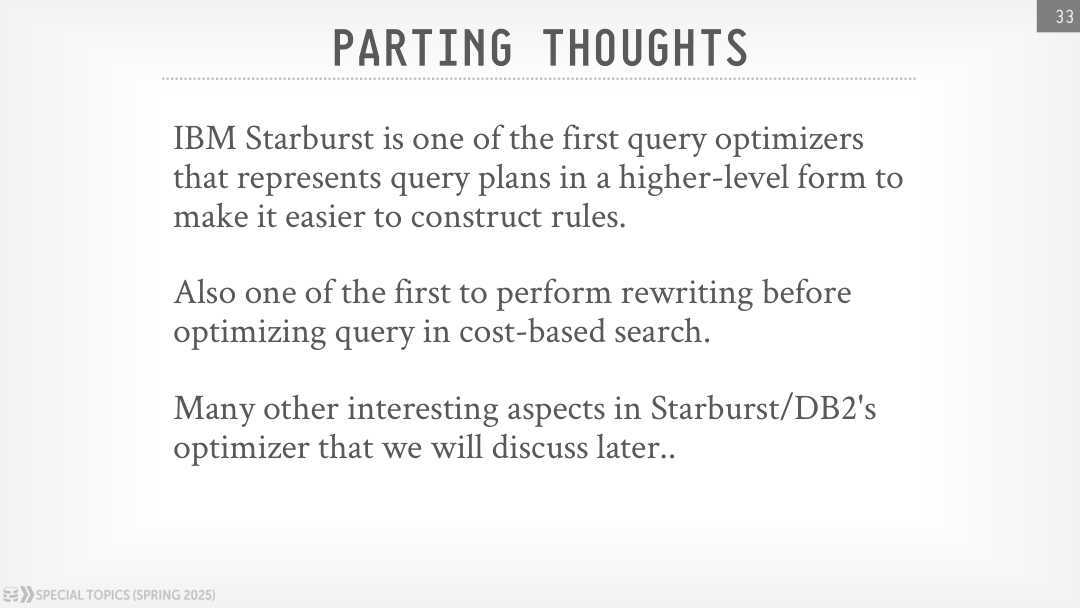 33
PARTING THOUGHTS
IBM Starburst is one of the first query optimizers
that represents query plans in a higher-level form to
make it easier to construct rules.
Also one of the first to perform rewriting before
optimizing query in cost-based search.
Many other interesting aspects in Starburst/DB2's
optimizer that we will discuss later..
SPECIAL TOPICS (SPRING 2025)